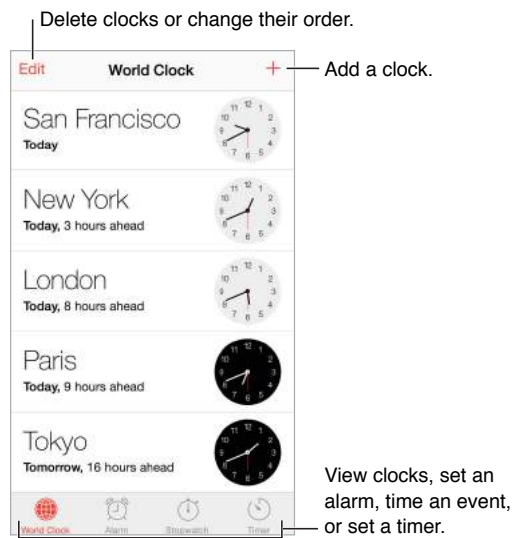 Delete clocks or change their order.
Edit World Clock +
Add a clock.
San Francisco
Today
New York
Today, 3 hours ahead
London
Today, 8 hours ahead
Paris
Today, 9 hours ahead
Tokyo
Tomorrow, 16 hours ahead
View clocks, set an
alarm, time an event,
or set a timer.
World Clock Alarm Stopwatch Timer